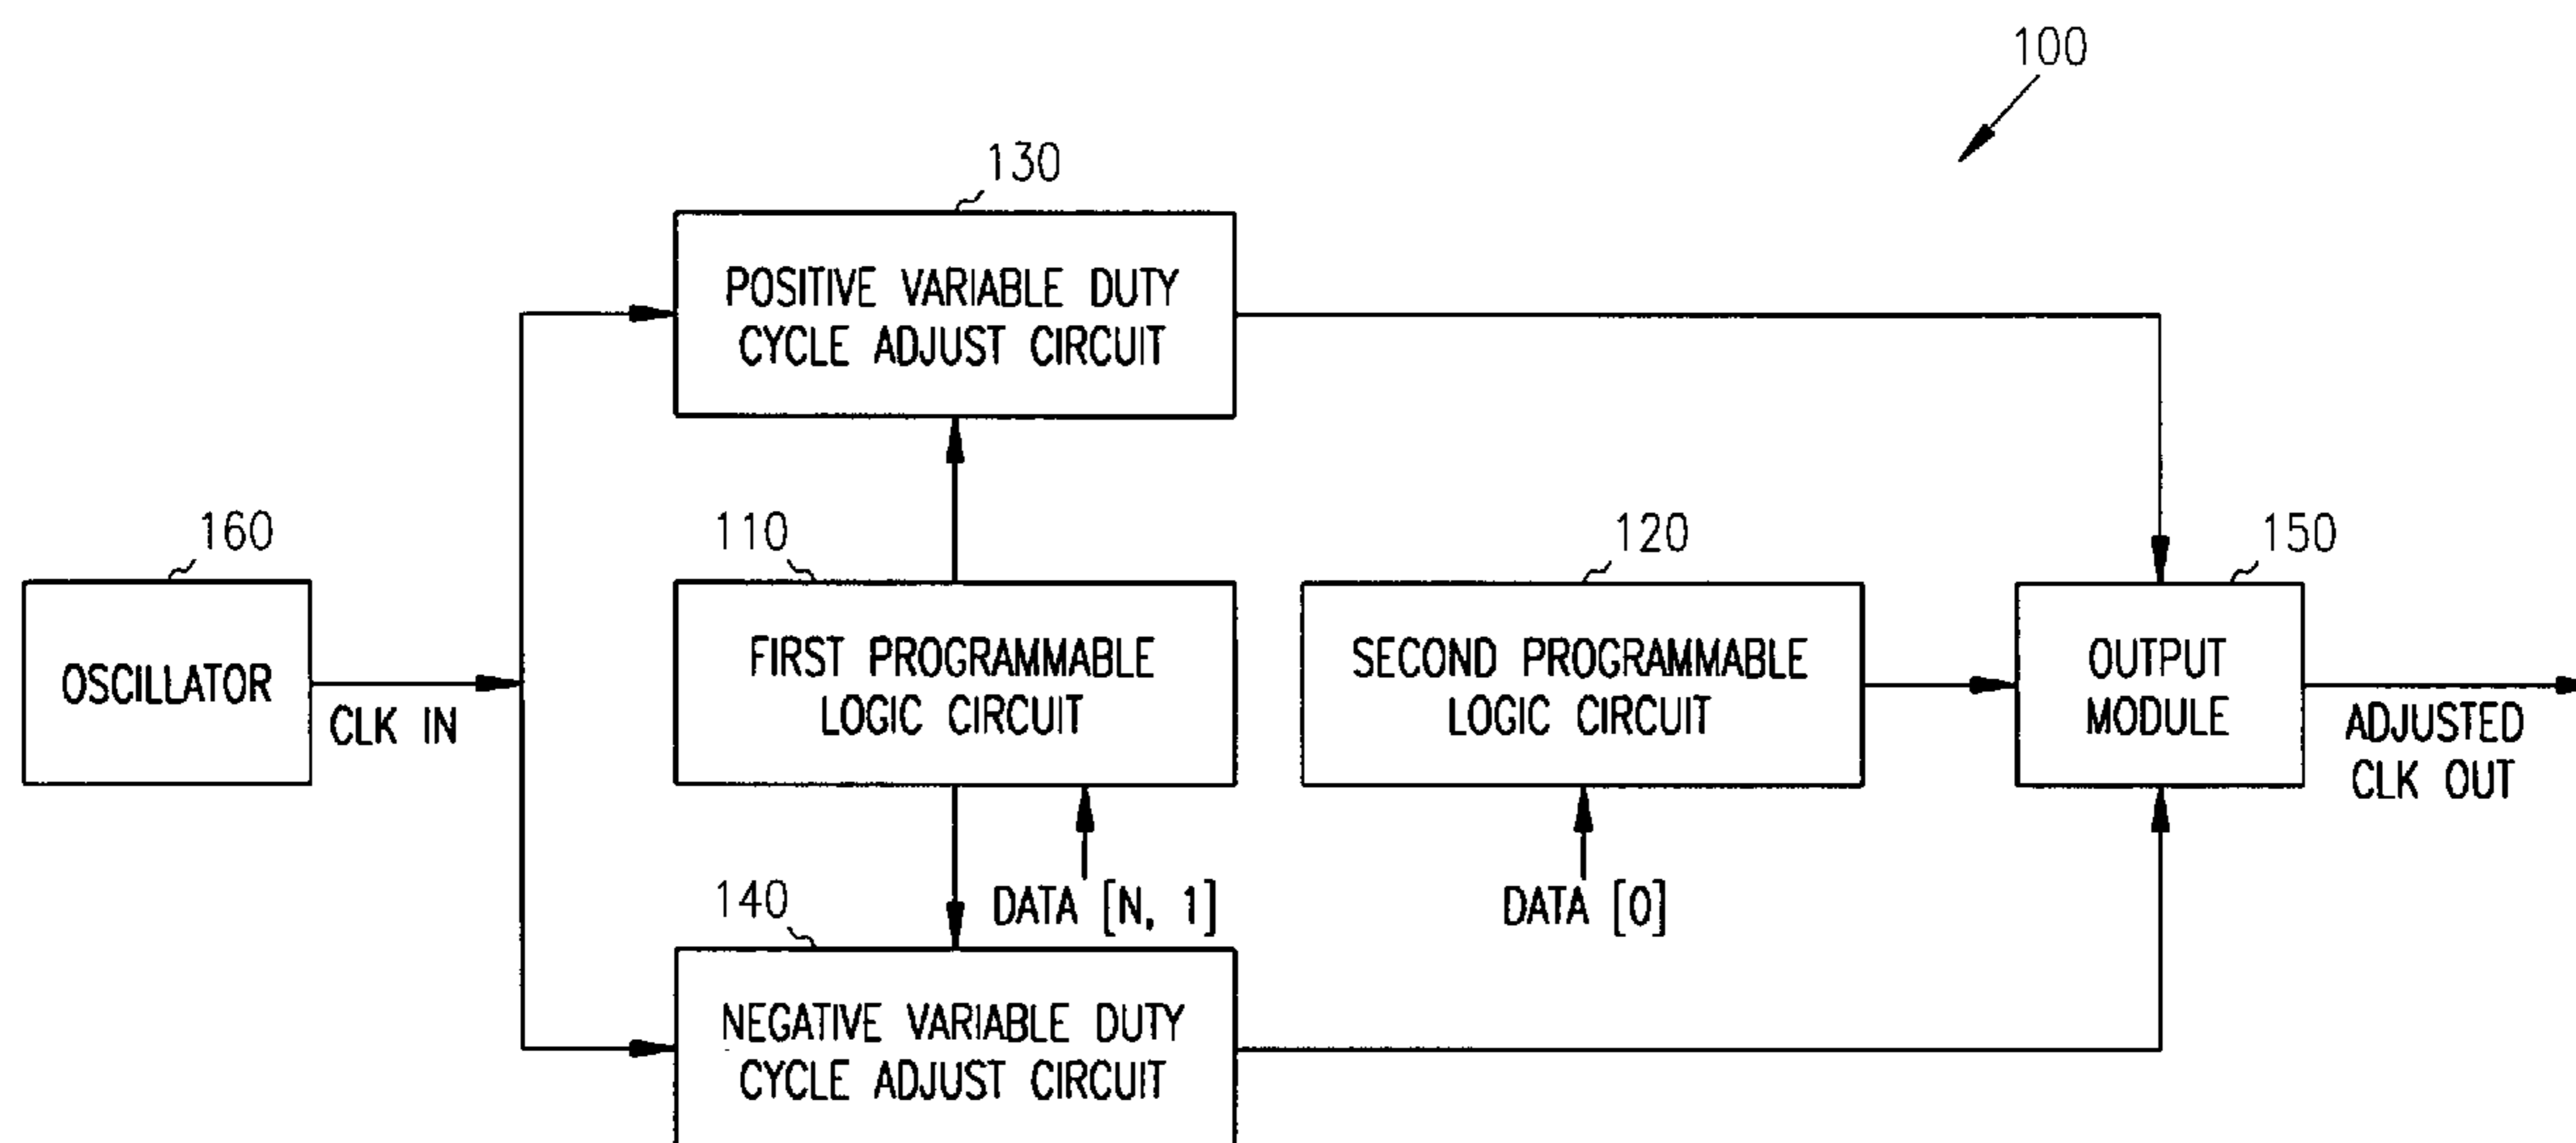 100
130
POSITIVE VARIABLE DUTY
CYCLE ADJUST CIRCUIT
160
OSCILLATOR
CLK IN
110
FIRST PROGRAMMABLE
LOGIC CIRCUIT
DATA [N, 1]
120
SECOND PROGRAMMABLE
LOGIC CIRCUIT
DATA [0]
150
OUTPUT
MODULE
ADJUSTED
CLK OUT
140
NEGATIVE VARIABLE DUTY
CYCLE ADJUST CIRCUIT